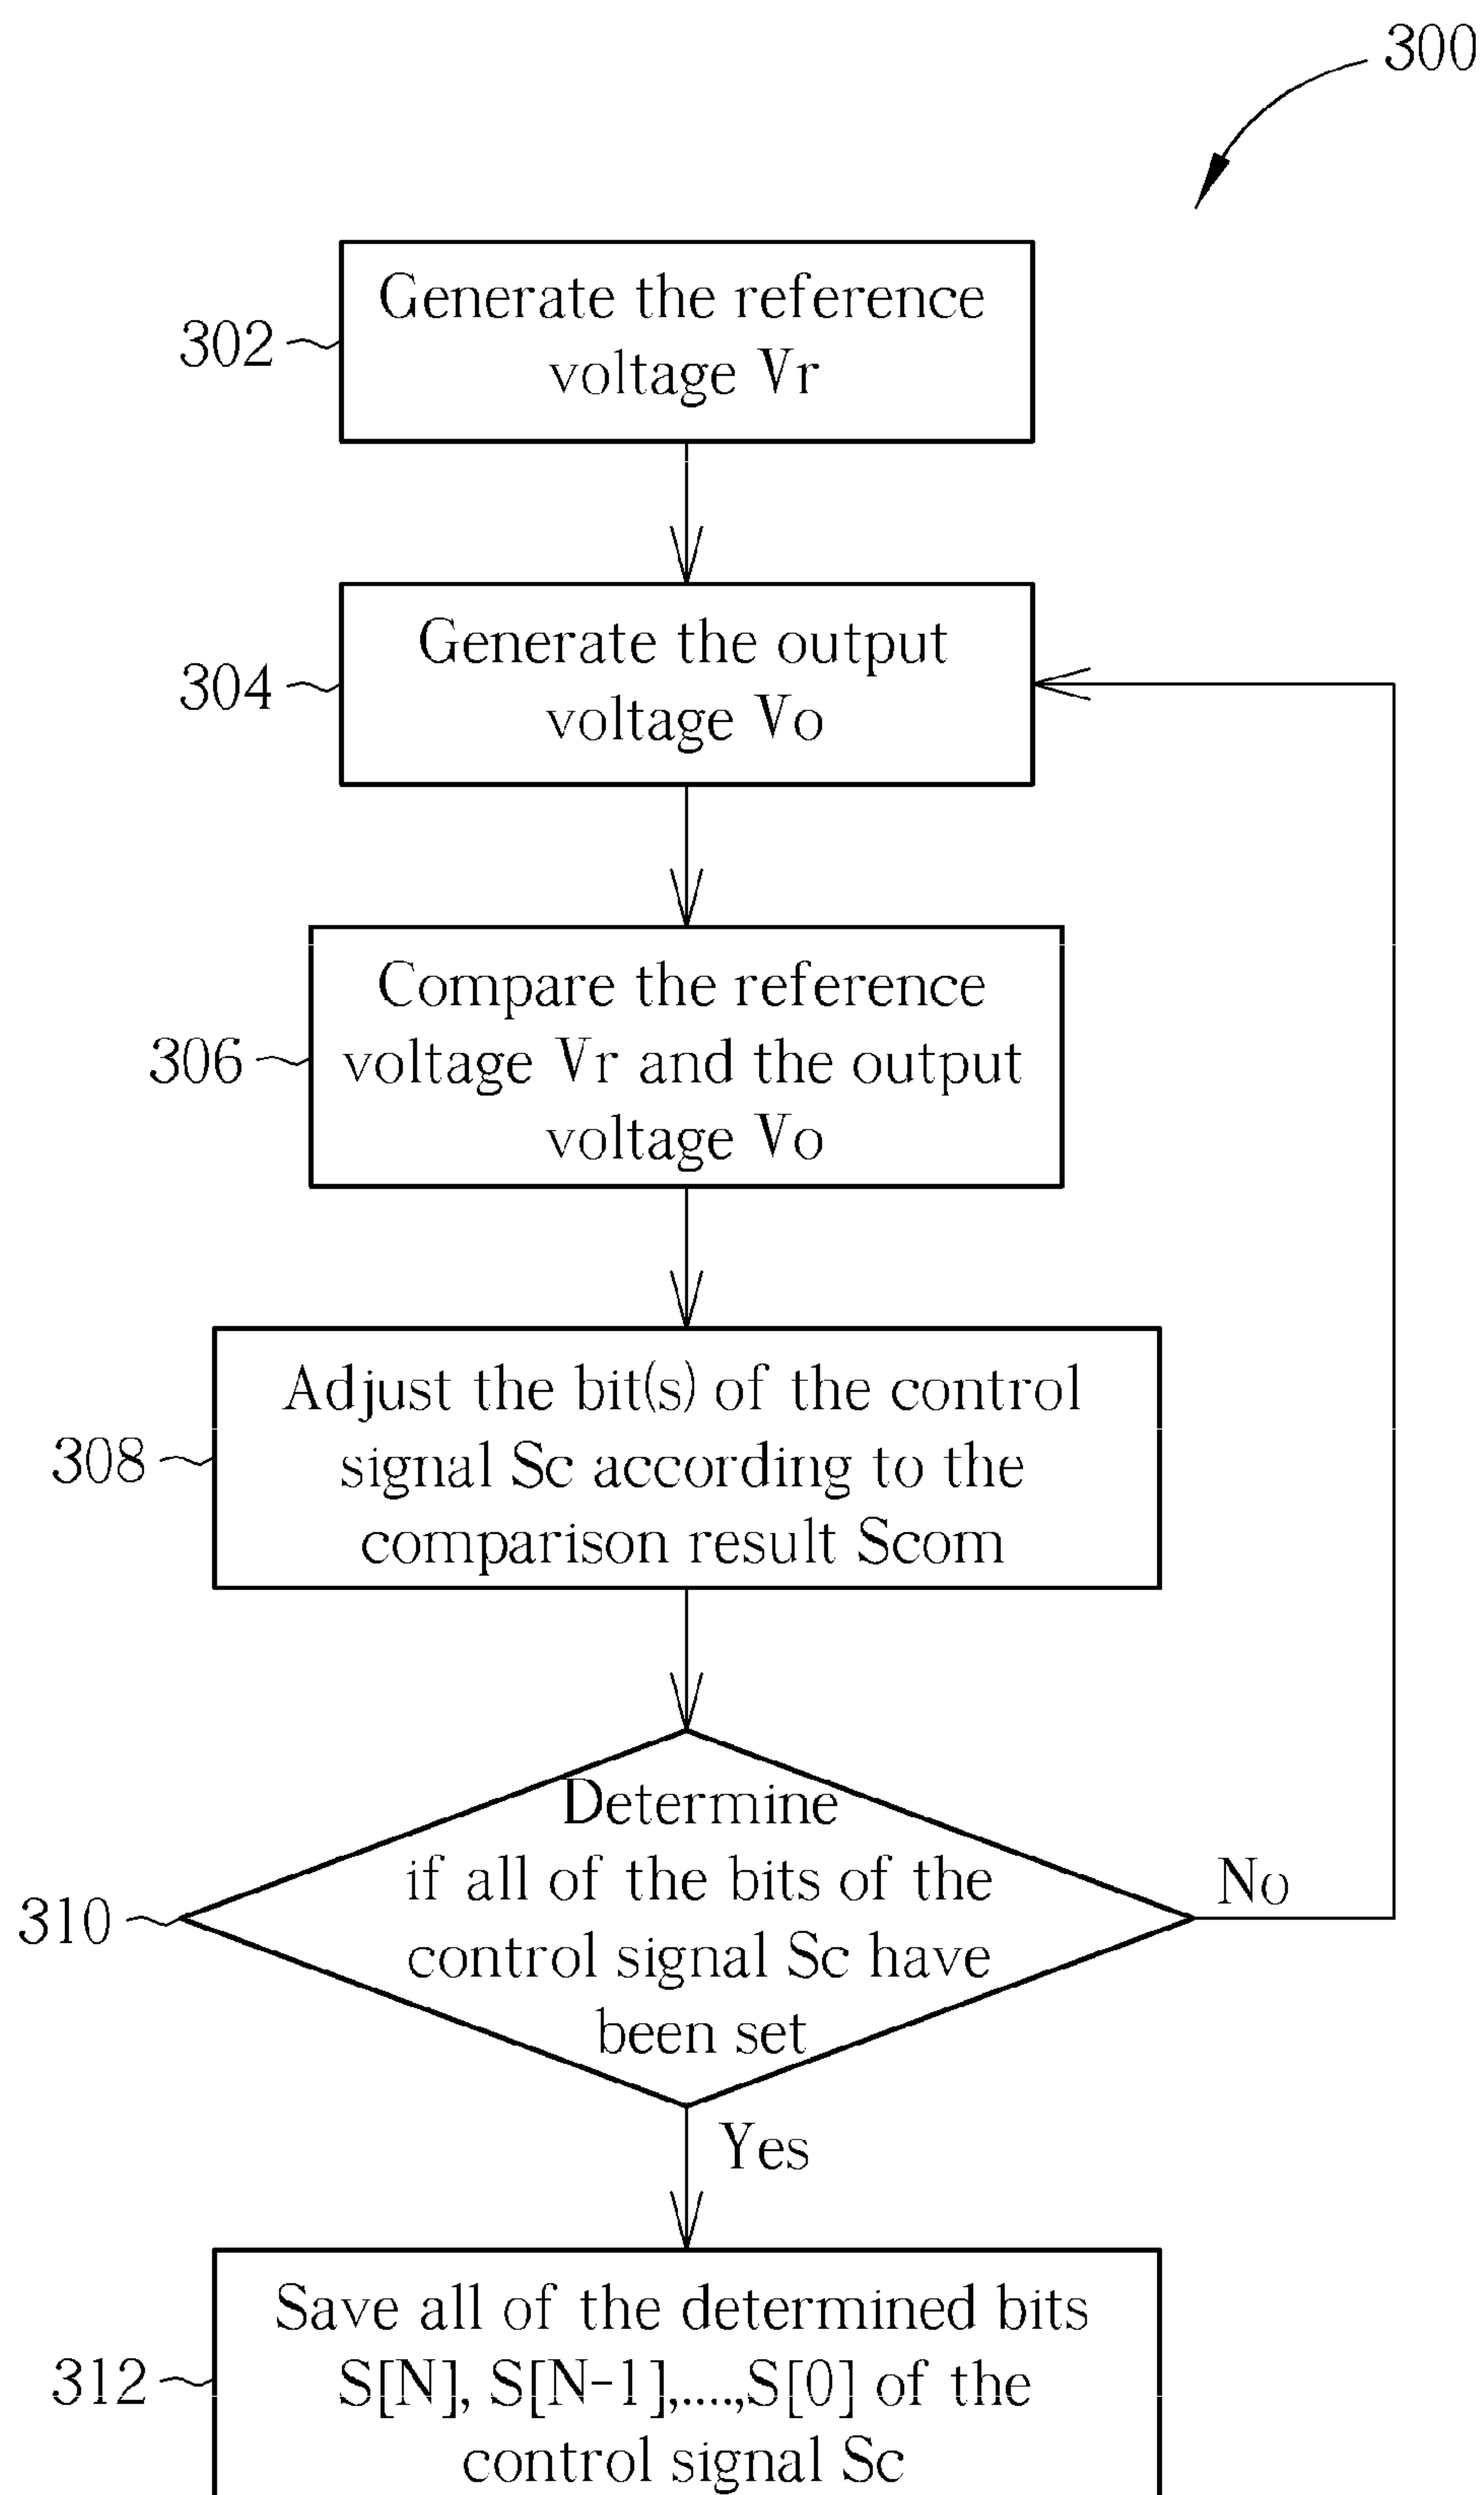 300
302
Generate the reference
voltage Vr
304
Generate the output
voltage Vo
306
Compare the reference
voltage Vr and the output
voltage Vo
308
Adjust the bit(s) of the control
signal Sc according to the
comparison result Scom
310
Determine
if all of the bits of the
control signal Sc have
been set
No
Yes
312
Save all of the determined bits
S[N], S[N-1],....,S[0] of the
control signal Sc